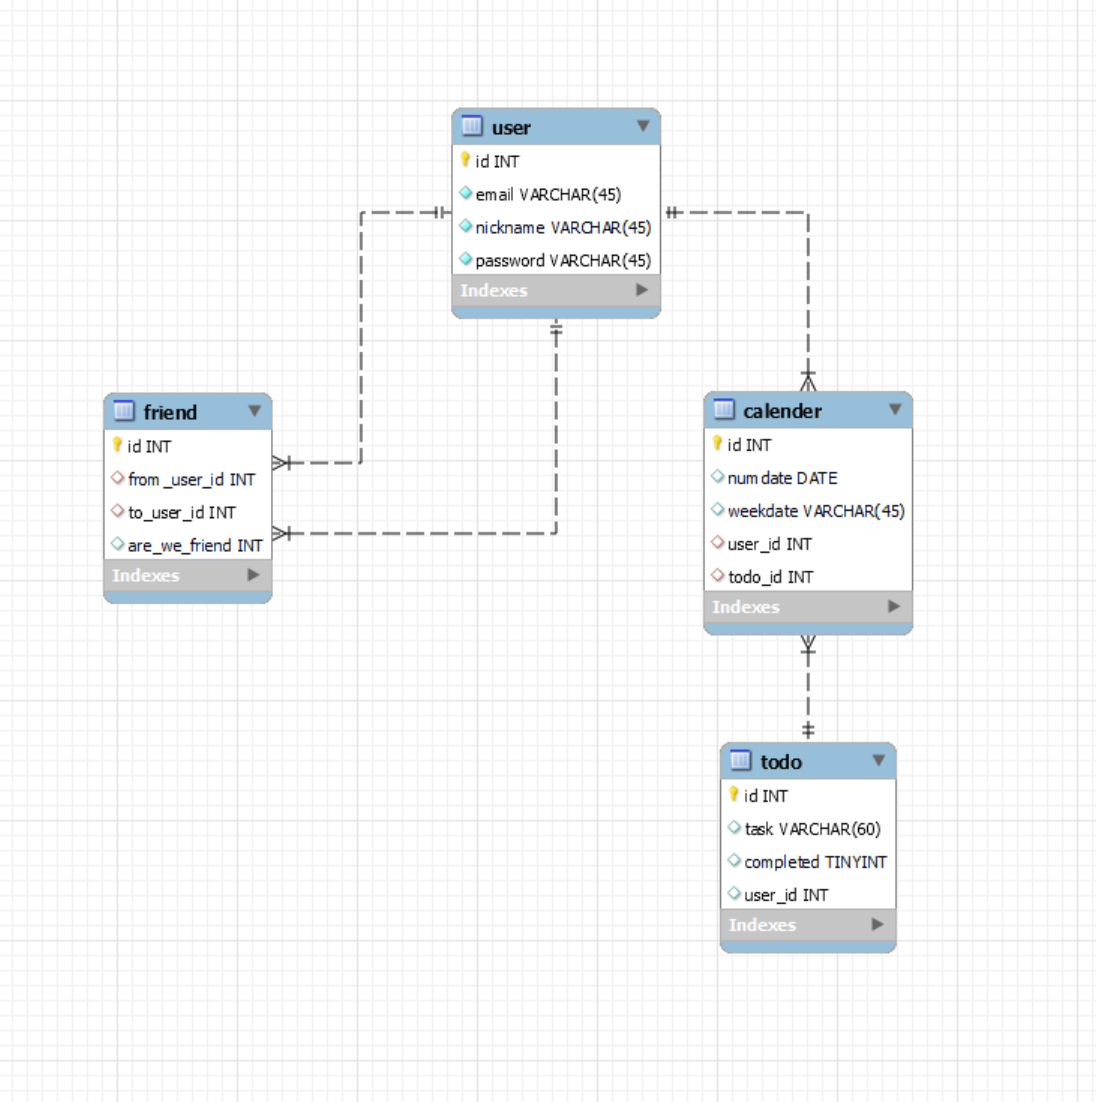 user
id INT
email VARCHAR(45)
nickname VARCHAR(45)
password VARCHAR(45)
Indexes
friend
id INT
from_user_id INT
to_user_id INT
are_we_friend INT
Indexes
calender
id INT
numdate DATE
weekdate VARCHAR(45)
user_id INT
todo_id INT
Indexes
todo
id INT
task VARCHAR(60)
completed TINYINT
user_id INT
Indexes